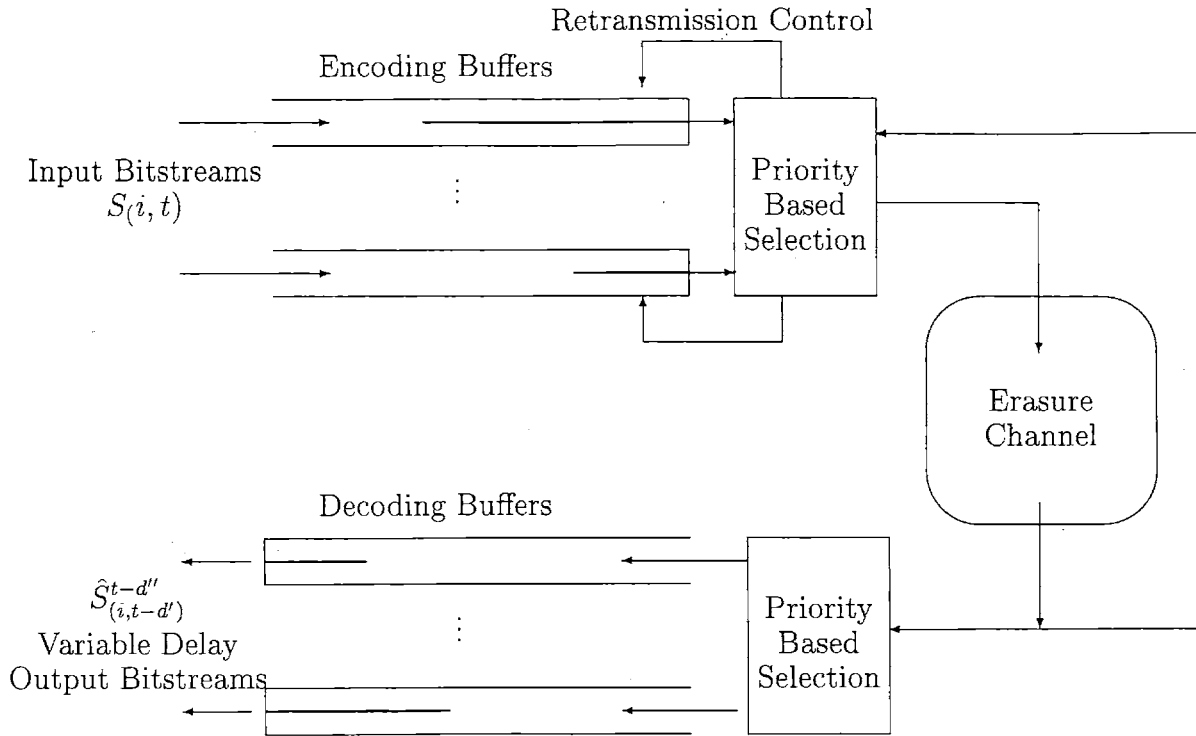 Retransmission Control
Encoding Buffers
Input Bitstreams
S(i, t)
⋮
Priority
Based
Selection
Erasure
Channel
Decoding Buffers
Ŝ^{t−d''}_{(i,t−d')}
Variable Delay
Output Bitstreams
⋮
Priority
Based
Selection